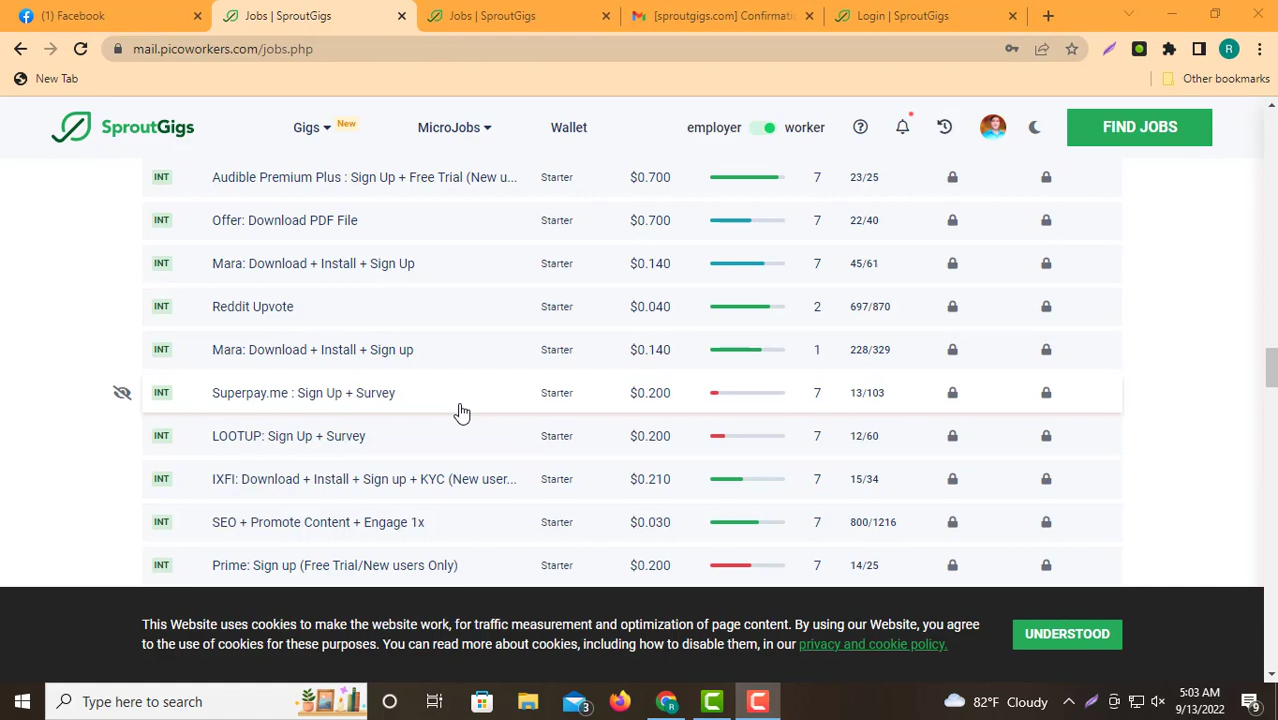 (1) Facebook
Jobs | SproutGigs
Jobs | SproutGigs
[sproutgigs.com] Confirmatio
Login | SproutGigs
mail.picoworkers.com/jobs.php
R
New Tab
Other bookmarks
SproutGigs
Gigs New
MicroJobs
Wallet
employer worker
FIND JOBS
INT Audible Premium Plus : Sign Up + Free Trial (New u... Starter $0.700 7 23/25
INT Offer: Download PDF File Starter $0.700 7 22/40
INT Mara: Download + Install + Sign Up Starter $0.140 7 45/61
INT Reddit Upvote Starter $0.040 2 697/870
INT Mara: Download + Install + Sign up Starter $0.140 1 228/329
INT Superpay.me : Sign Up + Survey Starter $0.200 7 13/103
INT LOOTUP: Sign Up + Survey Starter $0.200 7 12/60
INT IXFI: Download + Install + Sign up + KYC (New user... Starter $0.210 7 15/34
INT SEO + Promote Content + Engage 1x Starter $0.030 7 800/1216
INT Prime: Sign up (Free Trial/New users Only) Starter $0.200 7 14/25
This Website uses cookies to make the website work, for traffic measurement and optimization of page content. By using our Website, you agree
to the use of cookies for these purposes. You can read more about cookies, including how to disable them, in our privacy and cookie policy.
UNDERSTOOD
Type here to search
3
R
82°F Cloudy
5:03 AM
9/13/2022
9